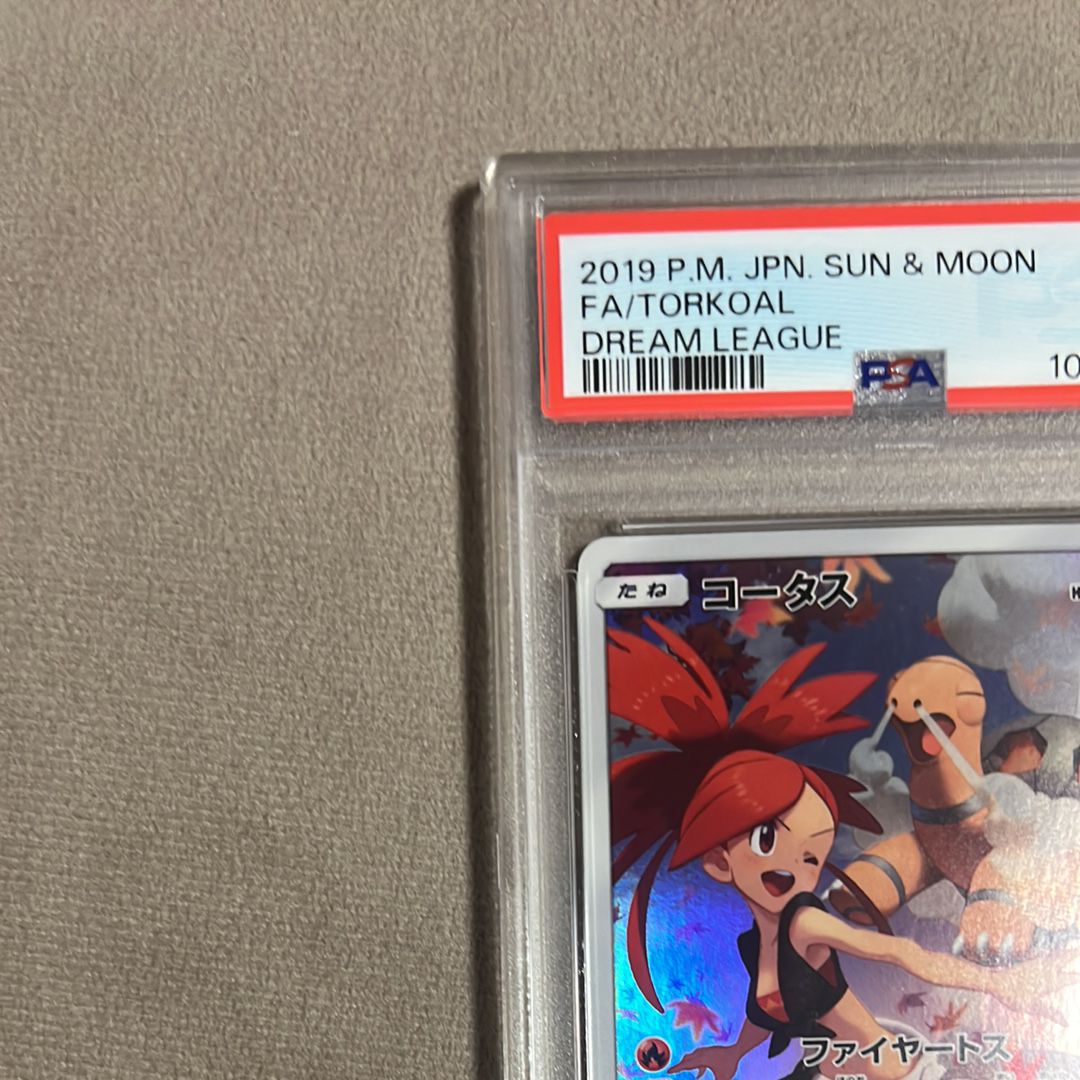 2019 P.M. JPN. SUN & MOON
FA/TORKOAL
DREAM LEAGUE
PSA
10
たね コータス
ファイヤートス